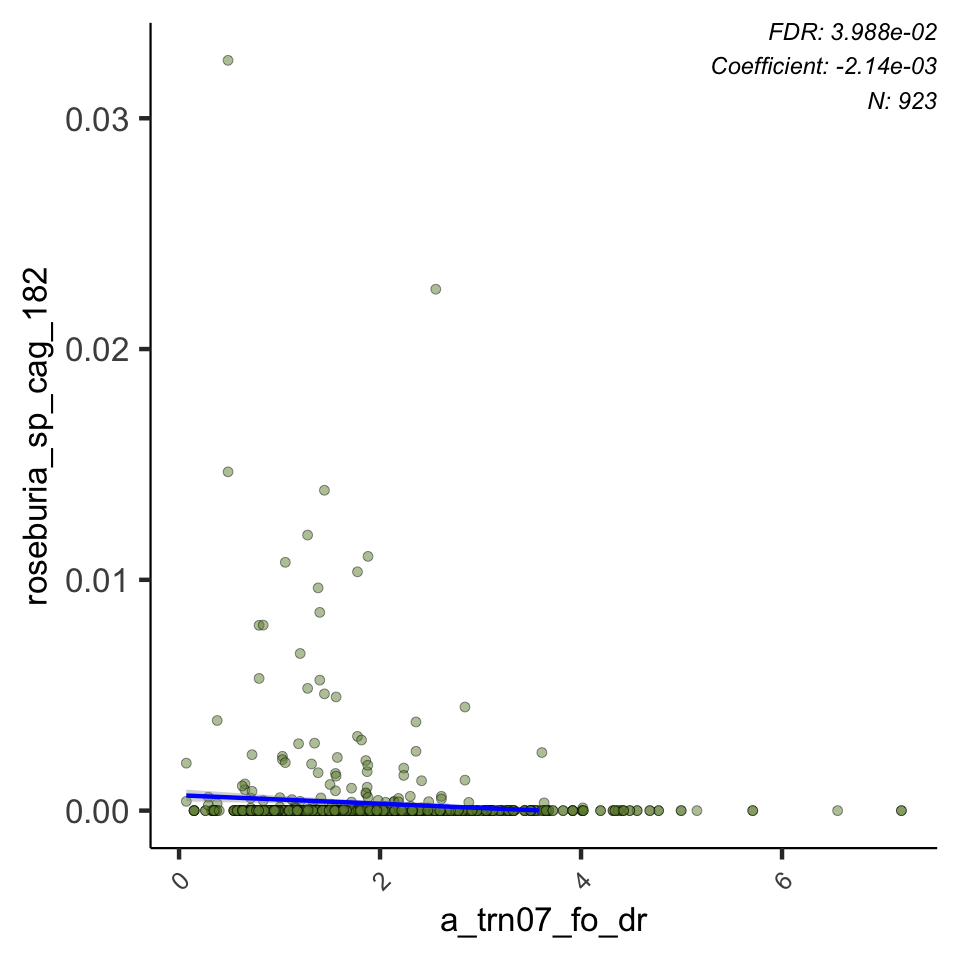 FDR: 3.988e-02
Coefficient: -2.14e-03
N: 923
0.03
0.02
0.01
0.00
roseburia_sp_cag_182
0
2
4
6
a_trn07_fo_dr